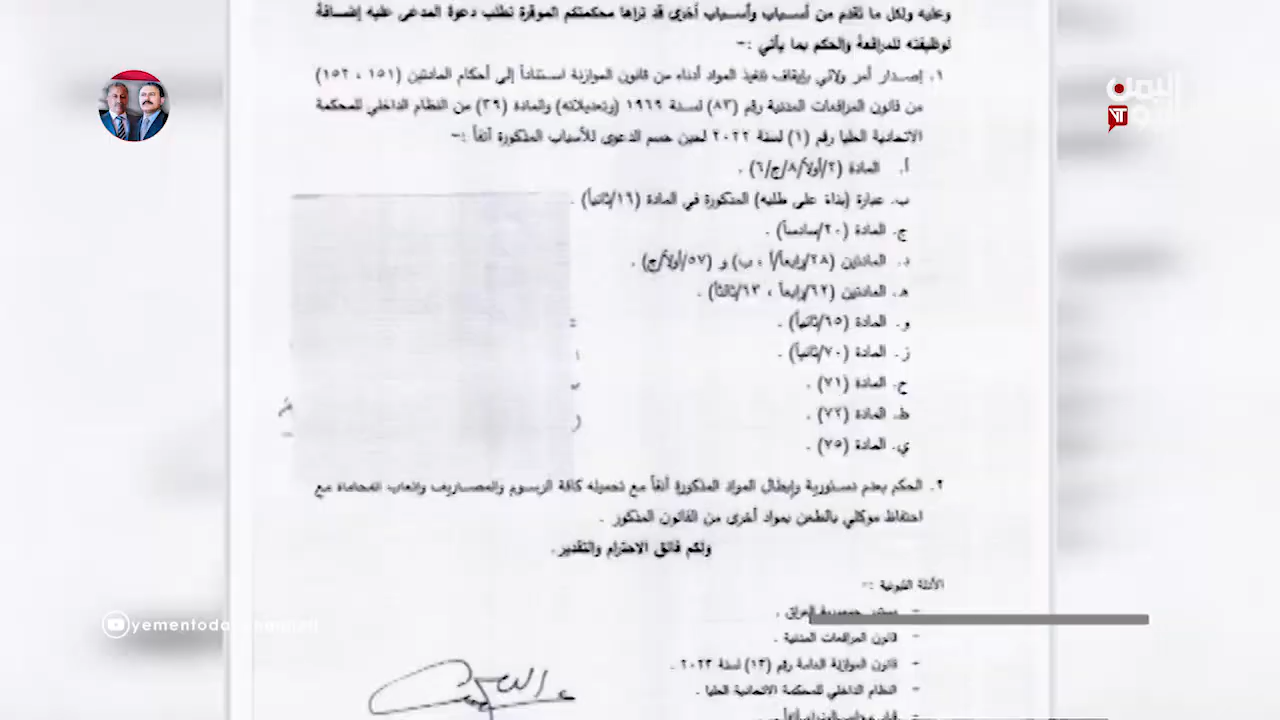 وعليه ولكل ما تقدم من أسباب وأسباب أخرى قد تراها محكمتكم الموقرة نطلب دعوة المدعى عليه إضافة
لوظيفته للمرافعة والحكم بما يأتي :-
١. إصدار أمر ولائي بإيقاف تنفيذ المواد أدناه من قانون الموازنة استناداً إلى أحكام المادتين (١٥١ ، ١٥٢)
من قانون المرافعات المدنية رقم (٨٣) لسنة ١٩٦٩ (وتعديلاته) والمادة (٣٩) من النظام الداخلي للمحكمة
الاتحادية العليا رقم (١) لسنة ٢٠٢٢ لحين حسم الدعوى للأسباب المذكورة آنفاً :-
أ. المادة (٢/أولاً/٨/ج/٦) .
ب. عبارة (بناءً على طلبه) المذكورة في المادة (١٦/ثانياً) .
ج. المادة (٢٠/سادساً) .
د. المادتين (٢٨/رابعاً/أ ، ب) و (٥٧/أولاً/ج) .
هـ. المادتين (٦٢/رابعاً ، ٦٣/ثالثاً) .
و. المادة (٦٥/ثانياً) .
ز. المادة (٧٠/ثانياً) .
ح. المادة (٧١) .
ط. المادة (٧٢) .
ي. المادة (٧٥) .
٢. الحكم بعدم دستورية وإبطال المواد المذكورة آنفاً مع تحميله كافة الرسوم والمصاريف واتعاب المحاماة مع
احتفاظ موكلي بالطعن بمواد أخرى من القانون المذكور .
ولكم فائق الاحترام والتقدير .
الأدلة الثبوتية :-
- دستور جمهورية العراق .
- قانون المرافعات المدنية .
- قانون الموازنة العامة رقم (١٣) لسنة ٢٠٢٣ .
- النظام الداخلي للمحكمة الاتحادية العليا .
اليمن
yementoda